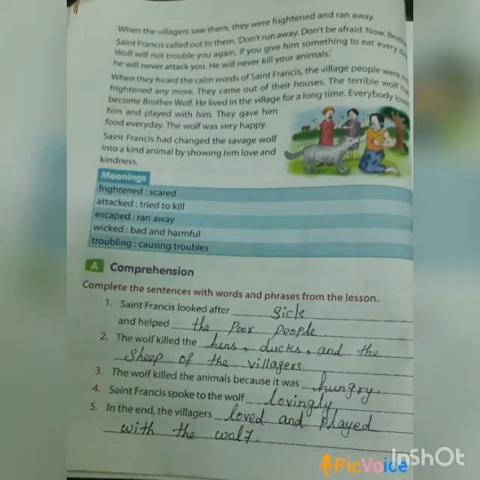 When the villagers saw them, they were frightened and ran away.
Saint Francis called out to them, 'Don't run away. Don't be afraid. Now, Brother
Wolf will not trouble you again. If you give him something to eat every
he will never attack you. He will never kill your animals.'
When they heard the calm words of Saint Francis, the village people were
frightened any more. They came out of their houses. The terrible wolf
become Brother Wolf. He lived in the village for a long time. Everybody
him and played with him. They gave him
food everyday. The wolf was very happy.
Saint Francis had changed the savage wolf
into a kind animal by showing him love and
kindness.
Meanings
frightened : scared
attacked : tried to kill
escaped : ran away
wicked : bad and harmful
troubling : causing troubles
A Comprehension
Complete the sentences with words and phrases from the lesson.
1. Saint Francis looked after sick
and helped the poor people.
2. The wolf killed the hens, ducks, and the
sheep of the villagers
3. The wolf killed the animals because it was hungry.
4. Saint Francis spoke to the wolf lovingly
5. In the end, the villagers loved and played
with the wolf.
PicVoice
InShOt